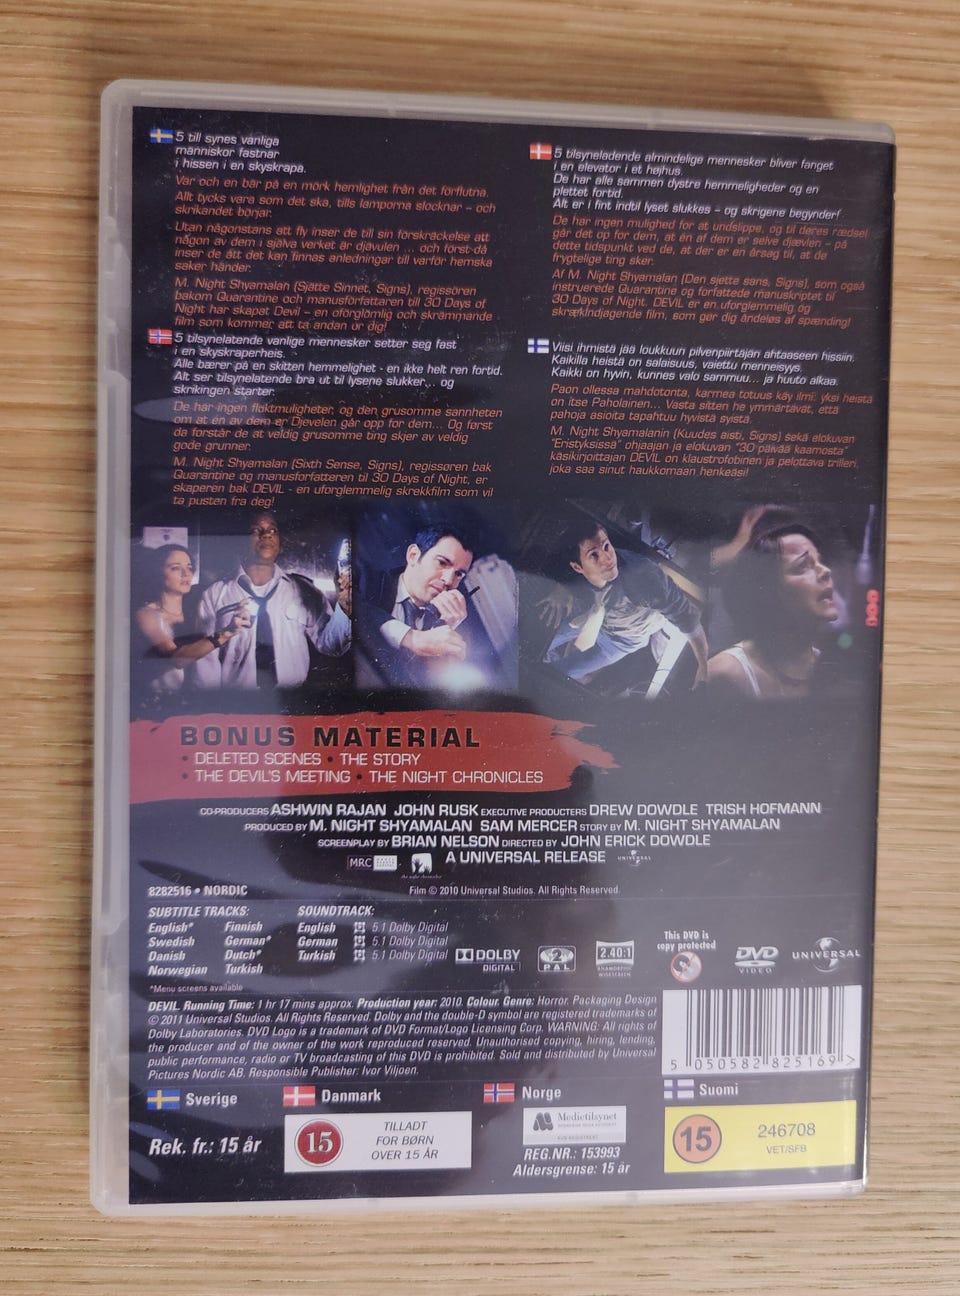 5 till synes vanliga
människor fastnar
i hissen i en skyskrapa.
Var och en bär på en mörk hemlighet från det förflutna.
Allt tycks vara som det ska, tills lamporna slocknar – och
skrikandet börjar.
Utan någonstans att fly inser de till sin förskräckelse att
någon av dem i själva verket är djävulen ... och först då
inser de att det kan finnas anledningar till varför hemska
saker händer.
M. Night Shyamalan (Sjätte Sinnet, Signs), regissören
bakom Quarantine och manusförfattaren till 30 Days of
Night har skapat Devil – en oförglömlig och skrämmande
film som kommer att ta andan ur dig!
5 tilsynelatende vanlige mennesker setter seg fast
i en skyskraperheis.
Alle bærer på en skitten hemmelighet - en ikke helt ren fortid.
Alt ser tilsynelatende bra ut til lysene slukker... og
skrikingen starter.
De har ingen fluktmuligheter, og den grusomme sannheten
om at én av dem er Djevelen går opp for dem... Og først
da forstår de at veldig grusomme ting skjer av veldig
gode grunner.
M. Night Shyamalan (Sixth Sense, Signs), regissøren bak
Quarantine og manusforfatteren til 30 Days of Night, er
skaperen bak DEVIL - en uforglemmelig skrekkfilm som vil
ta pusten fra deg!
5 tilsyneladende almindelige mennesker bliver fanget
i en elevator i et højhus.
De har alle sammen dystre hemmeligheder og en
plettet fortid.
Alt er i fint indtil lyset slukkes – og skrigene begynder!
De har ingen mulighed for at undslippe, og til deres rædsel
går det op for dem, at én af dem er selve djævlen – på
dette tidspunkt ved de, at der er en årsag til, at de
frygtelige ting sker.
Af M. Night Shyamalan (Den sjette sans, Signs), som også
instruerede Quarantine og forfattede manuskriptet til
30 Days of Night. DEVIL er en uforglemmelig og
skrækindjagende film, som gør dig åndeløs af spænding!
Viisi ihmistä jää loukkuun pilvenpiirtäjän ahtaaseen hissiin.
Kaikilla heistä on salaisuus, vaiettu menneisyys.
Kaikki on hyvin, kunnes valo sammuu... ja huuto alkaa.
Paon ollessa mahdotonta, karmea totuus käy ilmi: yksi heistä
on itse Paholainen... Vasta sitten he ymmärtävät, että
pahoja asioita tapahtuu hyvistä syistä.
M. Night Shyamalanin (Kuudes aisti, Signs) sekä elokuvan
"Eristyksissä" ohjaajan ja elokuvan "30 päivää kaamosta"
käsikirjoittajan DEVIL on klaustrofobinen ja pelottava trilleri,
joka saa sinut haukkomaan henkeäsi!
BONUS MATERIAL
• DELETED SCENES • THE STORY
• THE DEVIL'S MEETING • THE NIGHT CHRONICLES
CO-PRODUCERS ASHWIN RAJAN JOHN RUSK EXECUTIVE PRODUCTERS DREW DOWDLE TRISH HOFMANN
PRODUCED BY M. NIGHT SHYAMALAN SAM MERCER STORY BY M. NIGHT SHYAMALAN
SCREENPLAY BY BRIAN NELSON DIRECTED BY JOHN ERICK DOWDLE
MRC A UNIVERSAL RELEASE UNIVERSAL
8282516 • NORDIC
Film © 2010 Universal Studios. All Rights Reserved.
SUBTITLE TRACKS:
English* Finnish
Swedish German*
Danish Dutch*
Norwegian Turkish
*Menu screens available
SOUNDTRACK:
English 5.1 Dolby Digital
German 5.1 Dolby Digital
Turkish 5.1 Dolby Digital
DOLBY
DIGITAL
2
PAL
2.40:1
ANAMORPHIC
WIDESCREEN
This DVD is
copy protected
DVD
VIDEO
UNIVERSAL
DEVIL. Running Time: 1 hr 17 mins approx. Production year: 2010. Colour. Genre: Horror. Packaging Design
© 2011 Universal Studios. All Rights Reserved. Dolby and the double-D symbol are registered trademarks of
Dolby Laboratories. DVD Logo is a trademark of DVD Format/Logo Licensing Corp. WARNING: All rights of
the producer and of the owner of the work reproduced reserved. Unauthorised copying, hiring, lending,
public performance, radio or TV broadcasting of this DVD is prohibited. Sold and distributed by Universal
Pictures Nordic AB. Responsible Publisher: Ivor Viljoen.
5 050582 825169 >
Sverige
Rek. fr.: 15 år
Danmark
15
TILLADT
FOR BØRN
OVER 15 ÅR
Norge
Medietilsynet
REG.NR.: 153993
Aldersgrense: 15 år
Suomi
15
246708
VET/SFB